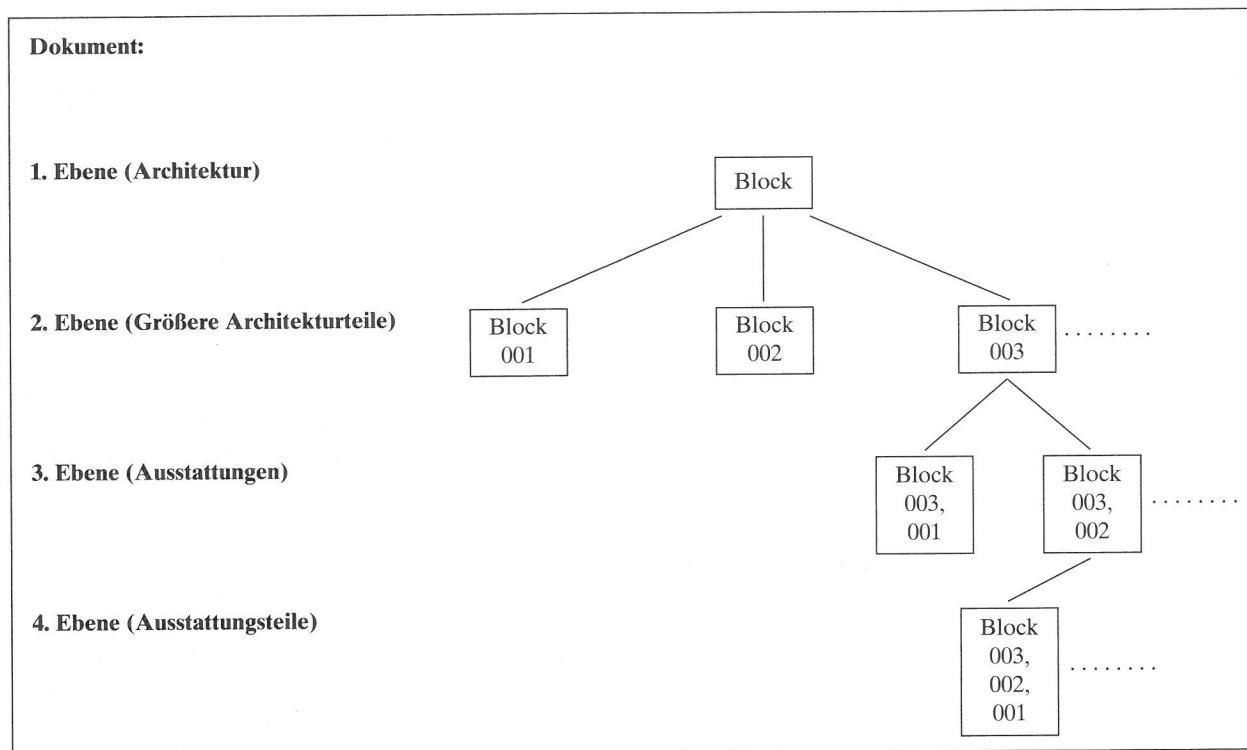 Dokument:
1. Ebene (Architektur)
Block
2. Ebene (Größere Architekturteile)
Block
001
Block
002
Block
003
........
3. Ebene (Ausstattungen)
Block
003,
001
Block
003,
002
........
4. Ebene (Ausstattungsteile)
Block
003,
002,
001
........